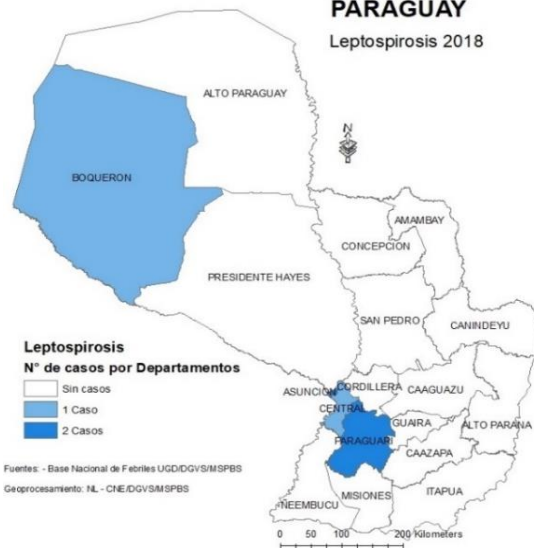 PARAGUAY
Leptospirosis 2018
N
ALTO PARAGUAY
BOQUERON
AMAMBAY
CONCEPCION
PRESIDENTE HAYES
SAN PEDRO
CANINDEYU
Leptospirosis
N° de casos por Departamentos
Sin casos
1 Caso
2 Casos
ASUNCION
CORDILLERA
CAAGUAZU
CENTRAL
GUAIRA
ALTO PARANA
PARAGUARI
CAAZAPA
MISIONES
ITAPUA
ÑEEMBUCU
Fuentes: - Base Nacional de Febriles UGD/DGVS/MSPBS
Geoprocesamiento: NL - CNE/DGVS/MSPBS
0 50 100 200 Kilometers